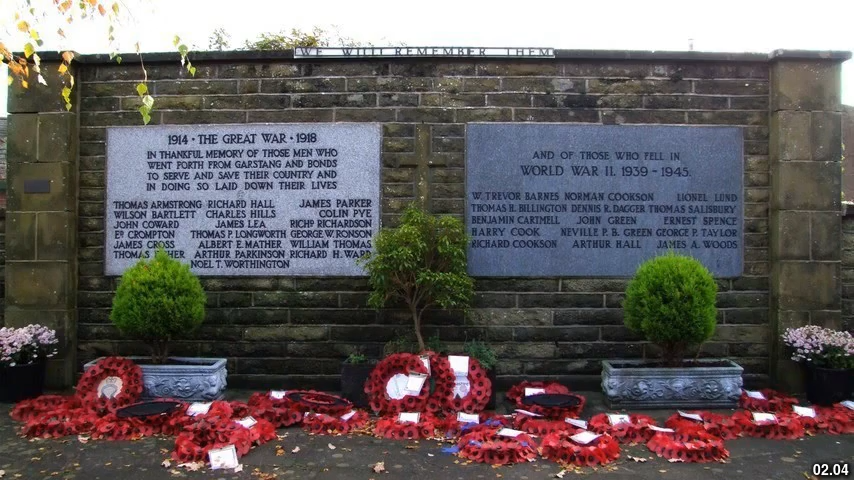 WE WILL REMEMBER THEM
1914 · THE GREAT WAR · 1918
IN THANKFUL MEMORY OF THOSE MEN WHO
WENT FORTH FROM GARSTANG AND BONDS
TO SERVE AND SAVE THEIR COUNTRY AND
IN DOING SO LAID DOWN THEIR LIVES
THOMAS ARMSTRONG RICHARD HALL JAMES PARKER
WILSON BARTLETT CHARLES HILLS COLIN PYE
JOHN COWARD JAMES LEA RICHD RICHARDSON
ED CROMPTON THOMAS P. LONGWORTH GEORGE W. RONSON
JAMES CROSS ALBERT E. MATHER WILLIAM THOMAS
THOMAS ARTHUR PARKINSON RICHARD H.
NOEL T. WORTHINGTON
AND OF THOSE WHO FELL IN
WORLD WAR II. 1939 - 1945.
W. TREVOR BARNES NORMAN COOKSON LIONEL LUND
THOMAS H. BILLINGTON DENNIS R. DAGGER THOMAS SALISBURY
BENJAMIN CARTMELL JOHN GREEN ERNEST SPENCE
HARRY COOK NEVILLE P. B. GREEN GEORGE P. TAYLOR
RICHARD COOKSON ARTHUR HALL JAMES A. WOODS
02.04